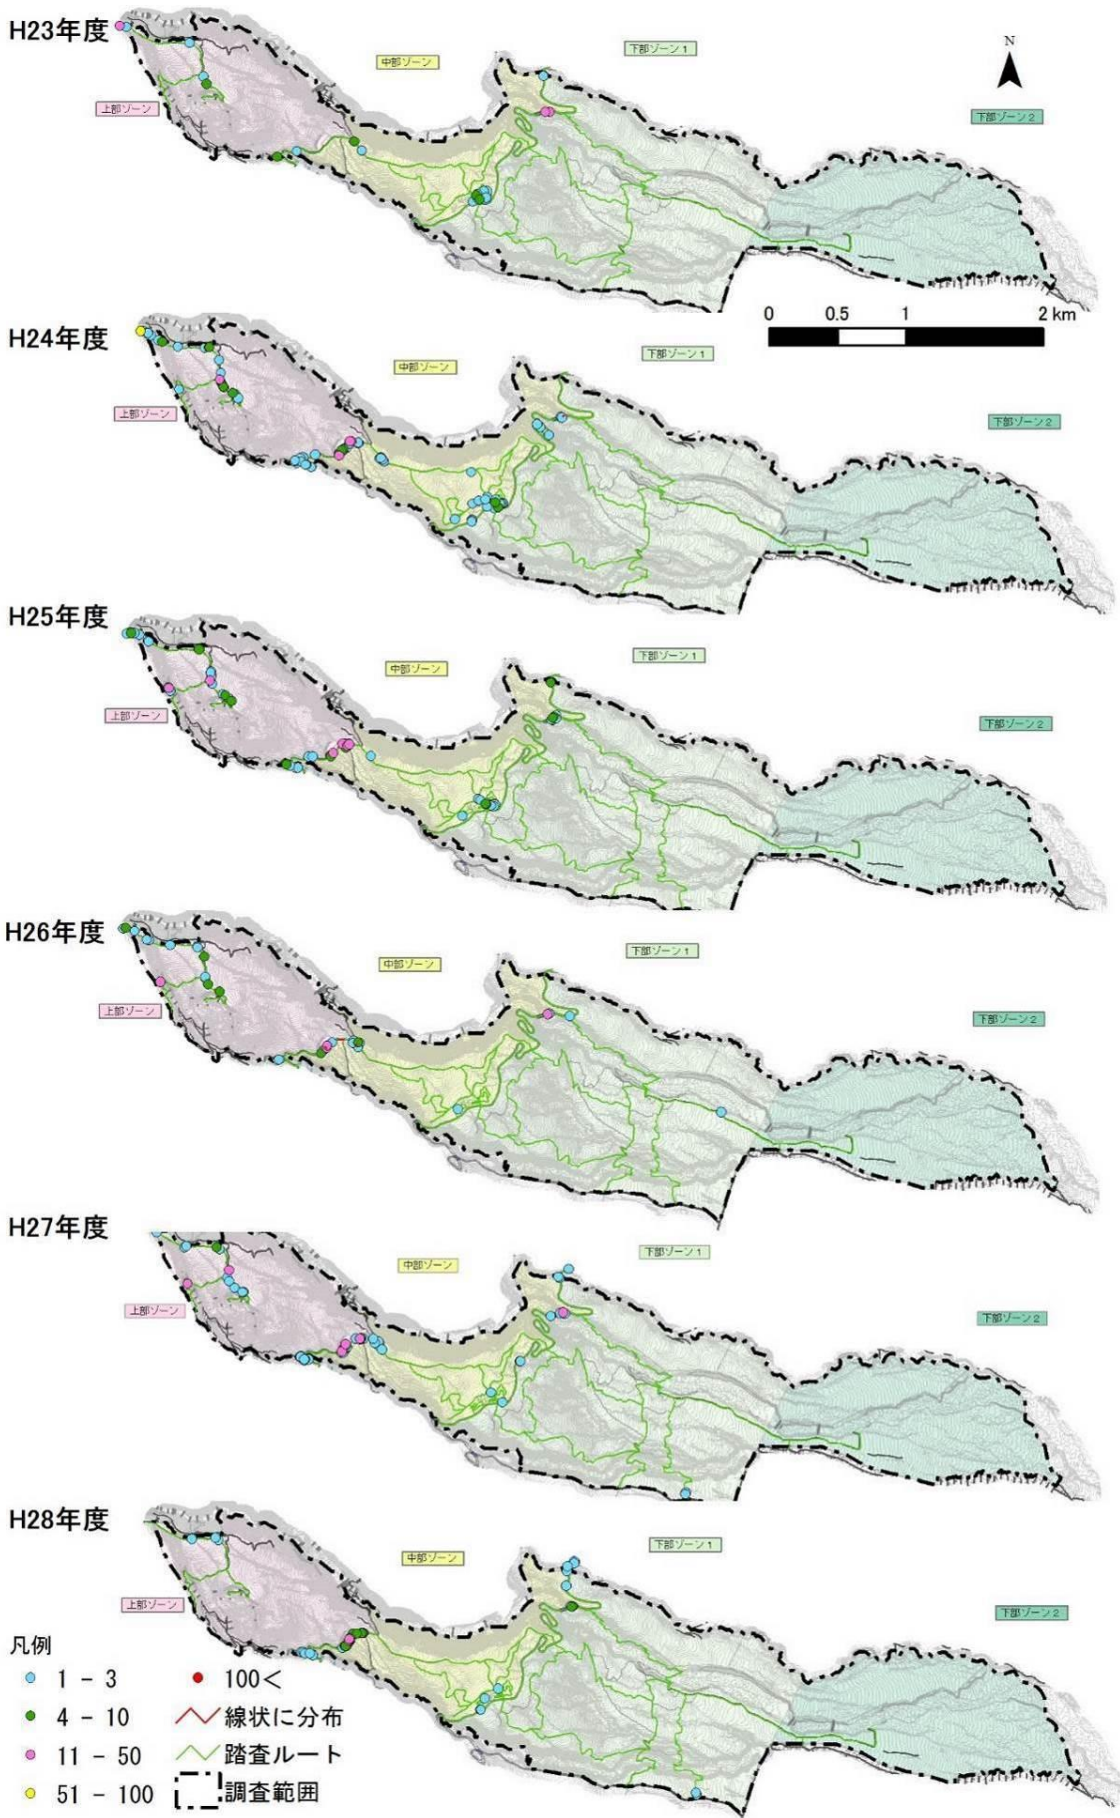 H23年度
下部ゾーン1
中部ゾーン
N
上部ゾーン
下部ゾーン2
0 0.5 1 2 km
H24年度
下部ゾーン1
中部ゾーン
上部ゾーン
下部ゾーン2
H25年度
下部ゾーン1
中部ゾーン
上部ゾーン
下部ゾーン2
H26年度
下部ゾーン1
中部ゾーン
上部ゾーン
下部ゾーン2
H27年度
下部ゾーン1
中部ゾーン
上部ゾーン
下部ゾーン2
H28年度
下部ゾーン1
中部ゾーン
上部ゾーン
下部ゾーン2
凡例
1 - 3
4 - 10
11 - 50
51 - 100
100<
線状に分布
踏査ルート
調査範囲